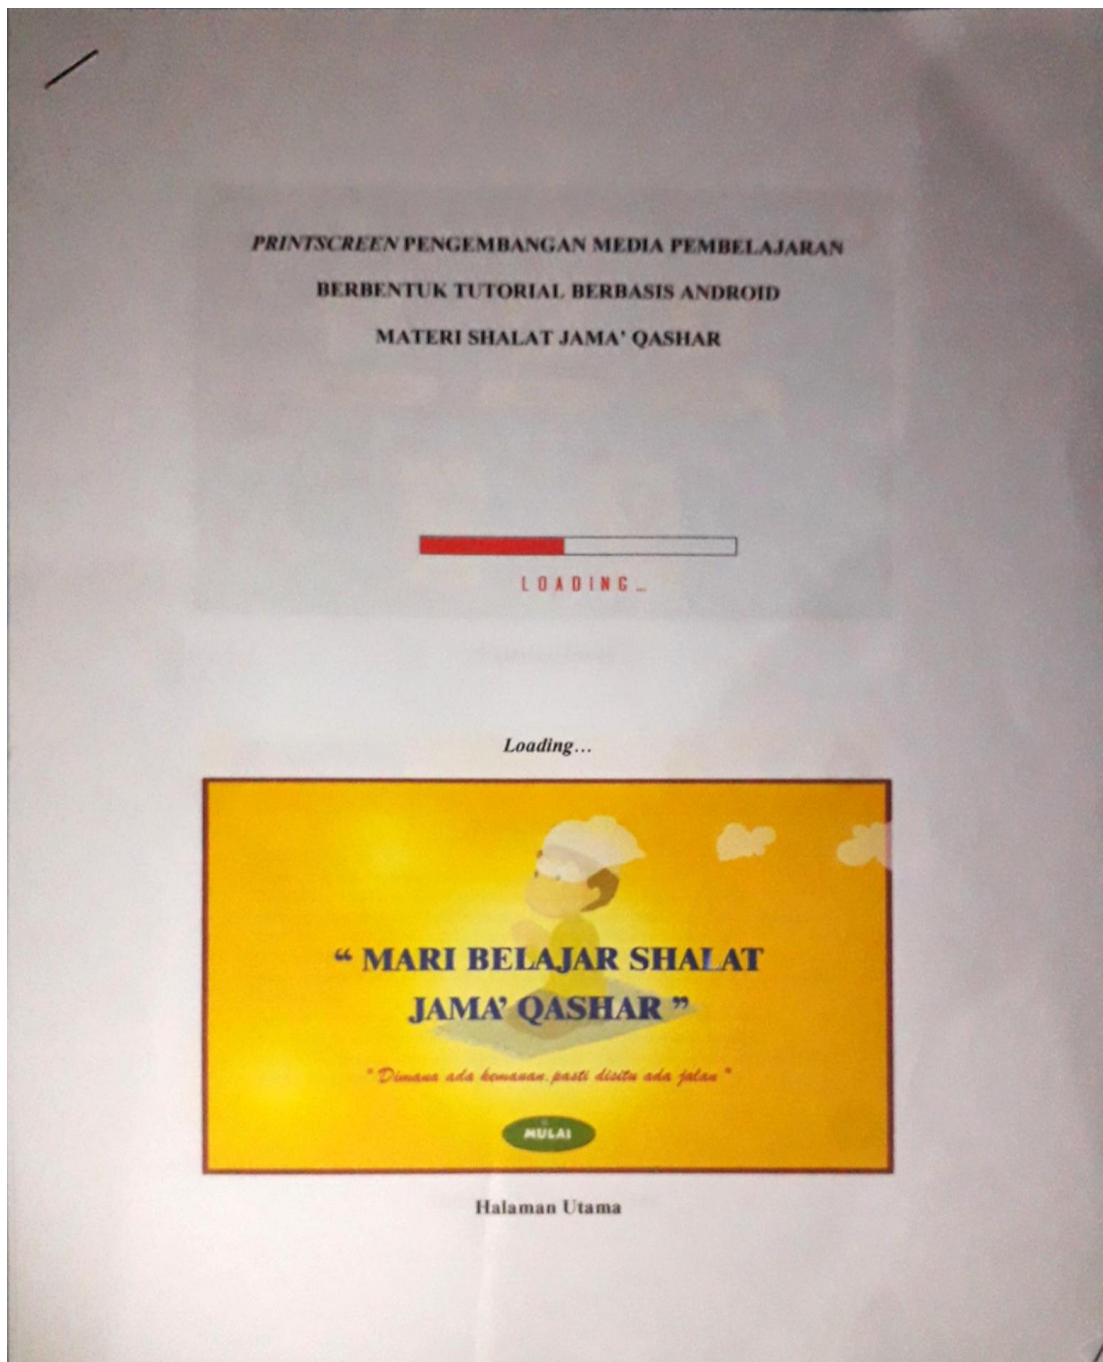 PRINTSCREEN PENGEMBANGAN MEDIA PEMBELAJARAN
BERBENTUK TUTORIAL BERBASIS ANDROID
MATERI SHALAT JAMA' QASHAR
LOADING...
Loading...
“ MARI BELAJAR SHALAT
JAMA’ QASHAR ”
" Dimana ada kemauan. pasti disitu ada jalan "
MULAI
Halaman Utama